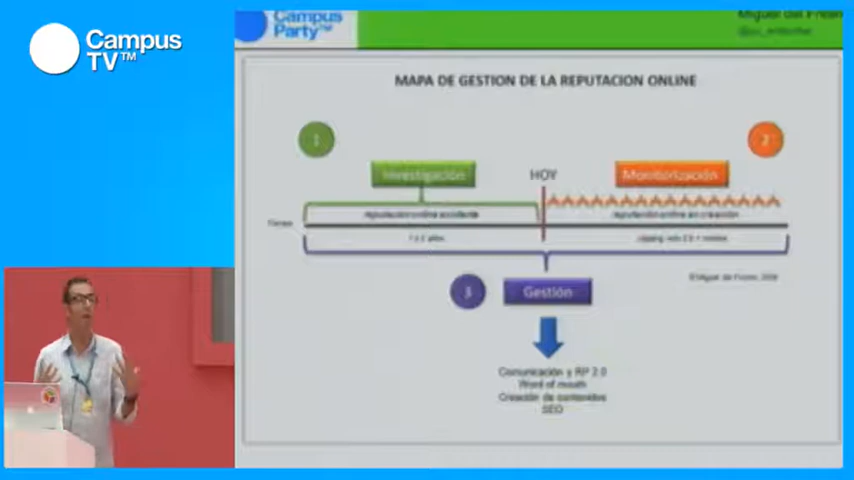 Campus
TV™
Campus
Party™
Miguel del Fresno
MAPA DE GESTION DE LA REPUTACION ONLINE
1
2
Investigación
HOY
Monitorización
reputación online existente
reputación online en creación
Tiempo
3
Gestión
©Miguel del Fresno, 2009
Comunicación y RP 2.0
Word of mouth
Creación de contenidos
SEO